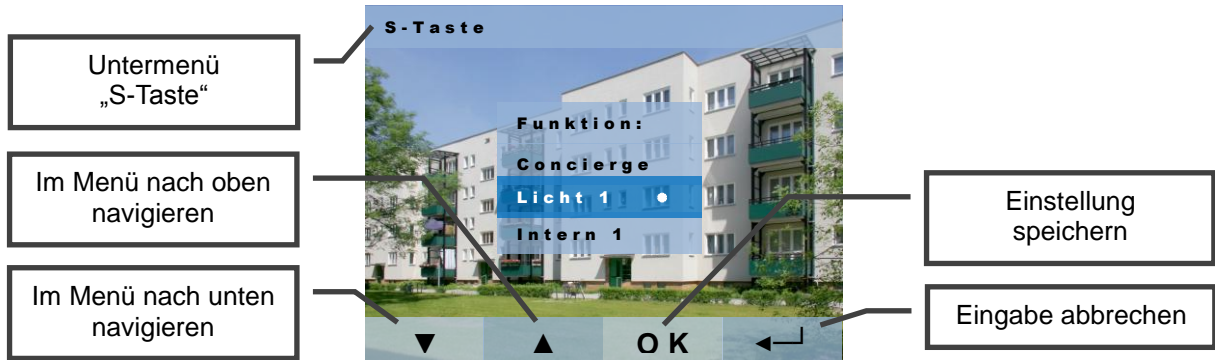 S-Taste
Untermenü
„S-Taste“
Funktion:
Concierge
Licht 1
Intern 1
Im Menü nach oben
navigieren
Im Menü nach unten
navigieren
Einstellung
speichern
Eingabe abbrechen
▼ ▲ OK ↵